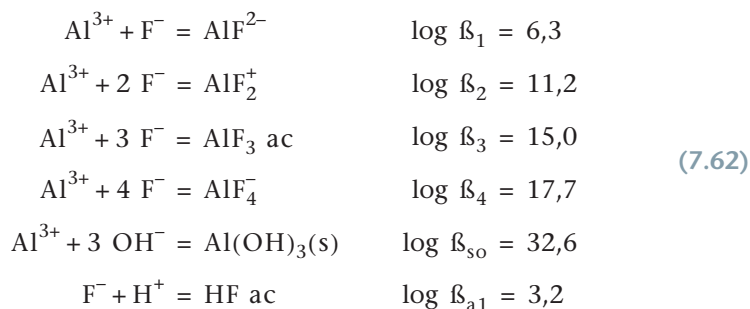 Al³⁺ + F⁻ = AlF²⁻ log ß₁ = 6,3
Al³⁺ + 2 F⁻ = AlF₂⁺ log ß₂ = 11,2
Al³⁺ + 3 F⁻ = AlF₃ ac log ß₃ = 15,0
(7.62)
Al³⁺ + 4 F⁻ = AlF₄⁻ log ß₄ = 17,7
Al³⁺ + 3 OH⁻ = Al(OH)₃(s) log ßₛₒ = 32,6
F⁻ + H⁺ = HF ac log ßₐ₁ = 3,2